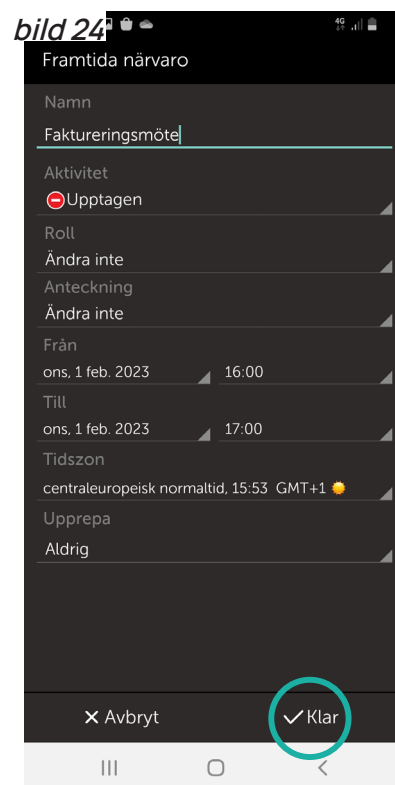 bild 24
4G
Framtida närvaro
Namn
Faktureringsmöte
Aktivitet
Upptagen
Roll
Ändra inte
Anteckning
Ändra inte
Från
ons, 1 feb. 2023 16:00
Till
ons, 1 feb. 2023 17:00
Tidszon
centraleuropeisk normaltid, 15:53 GMT+1
Upprepa
Aldrig
Avbryt Klar